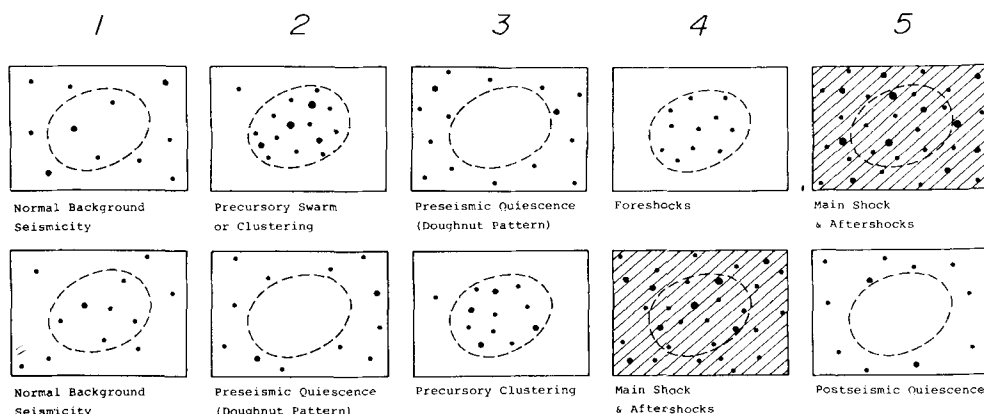 1 2 3 4 5
Normal Background
Seismicity
Precursory Swarm
or Clustering
Preseismic Quiescence
(Doughnut Pattern)
Foreshocks
Main Shock
& Aftershocks
Normal Background
Seismicity
Preseismic Quiescence
(Doughnut Pattern)
Precursory Clustering
Main Shock
& Aftershocks
Postseismic Quiescence